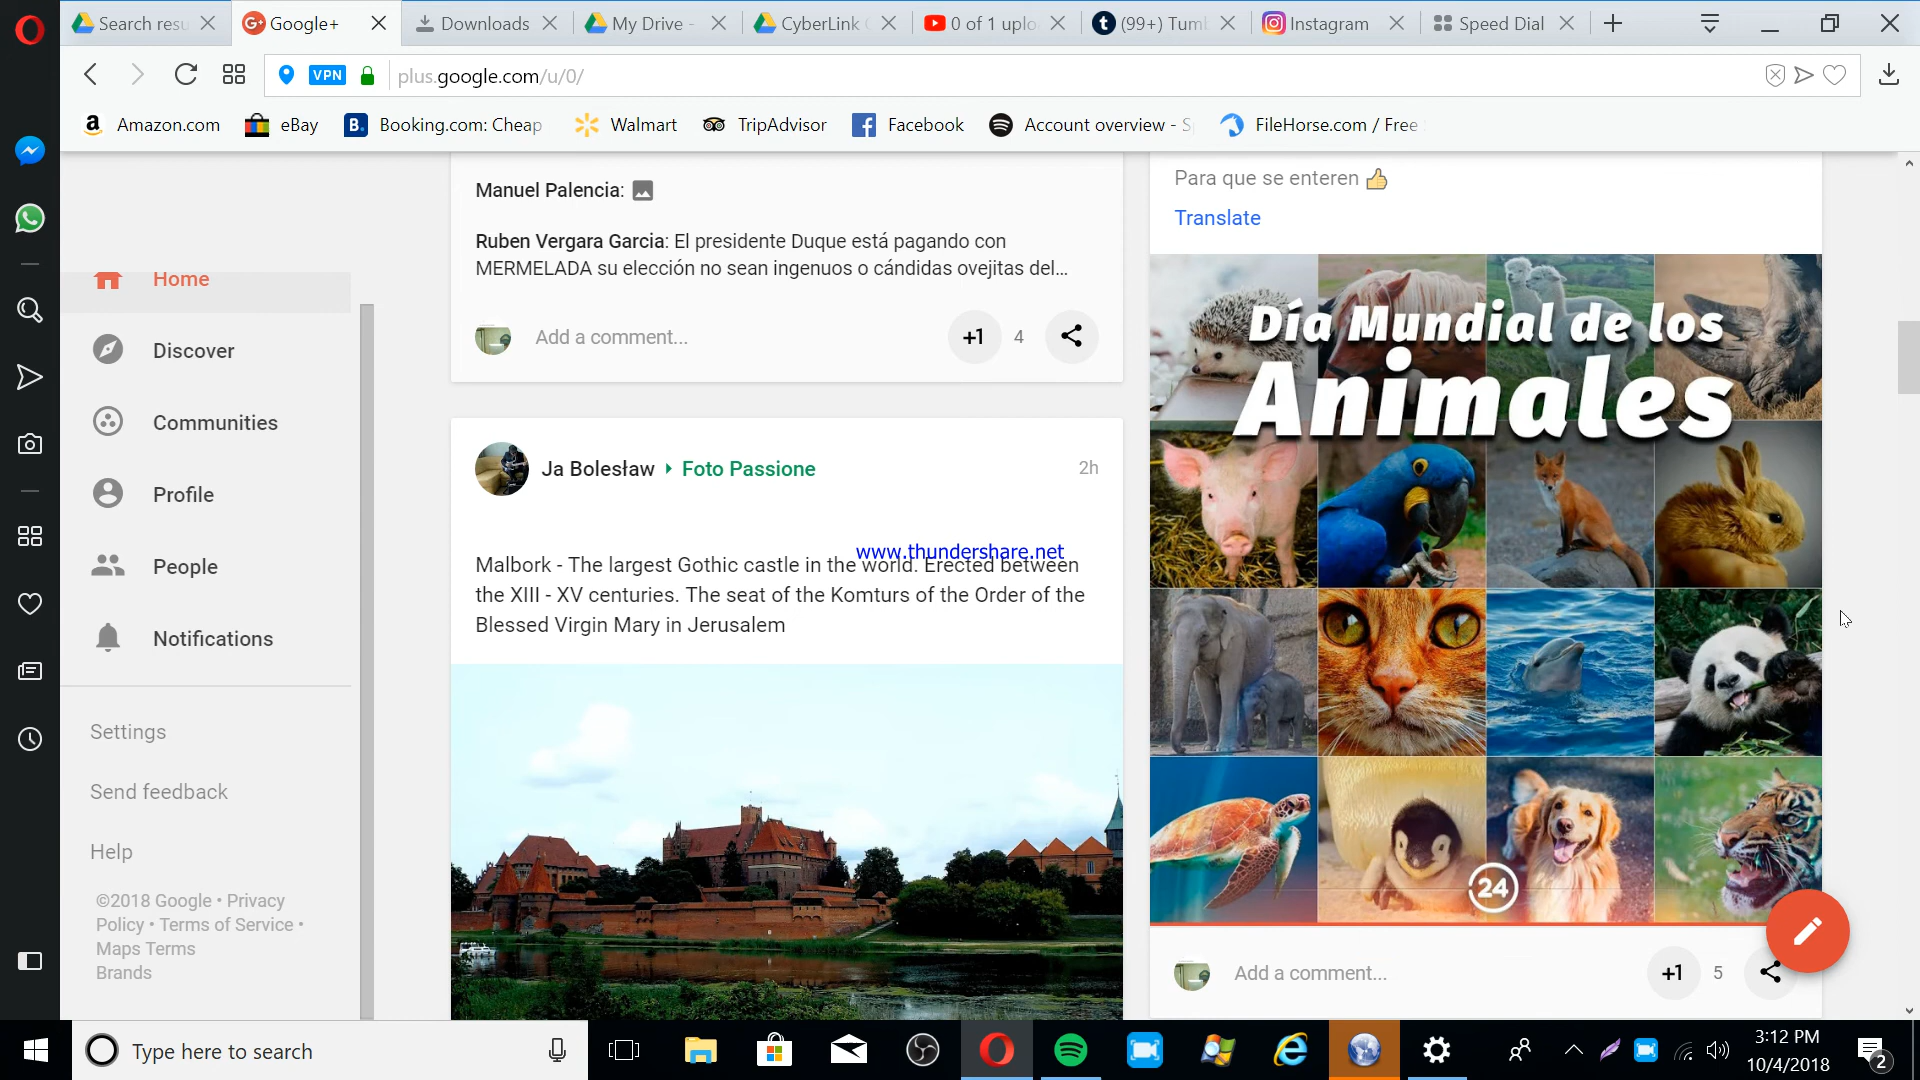 Search resu
Google+
Downloads
My Drive -
CyberLink
0 of 1 uplo
(99+) Tum
Instagram
Speed Dial
VPN
plus.google.com/u/0/
Amazon.com
eBay
Booking.com: Cheap
Walmart
TripAdvisor
Facebook
Account overview - S
FileHorse.com / Free
Home
Discover
Communities
Profile
People
Notifications
Settings
Send feedback
Help
©2018 Google • Privacy
Policy • Terms of Service •
Maps Terms
Brands
Manuel Palencia:
Ruben Vergara Garcia: El presidente Duque está pagando con
MERMELADA su elección no sean ingenuos o cándidas ovejitas del...
Add a comment...
+1
4
Ja Bolesław
Foto Passione
2h
www.thundershare.net
Malbork - The largest Gothic castle in the world. Erected between
the XIII - XV centuries. The seat of the Komturs of the Order of the
Blessed Virgin Mary in Jerusalem
Para que se enteren
Translate
Día Mundial de los
Animales
24
Add a comment...
+1
5
Type here to search
3:12 PM
10/4/2018
2